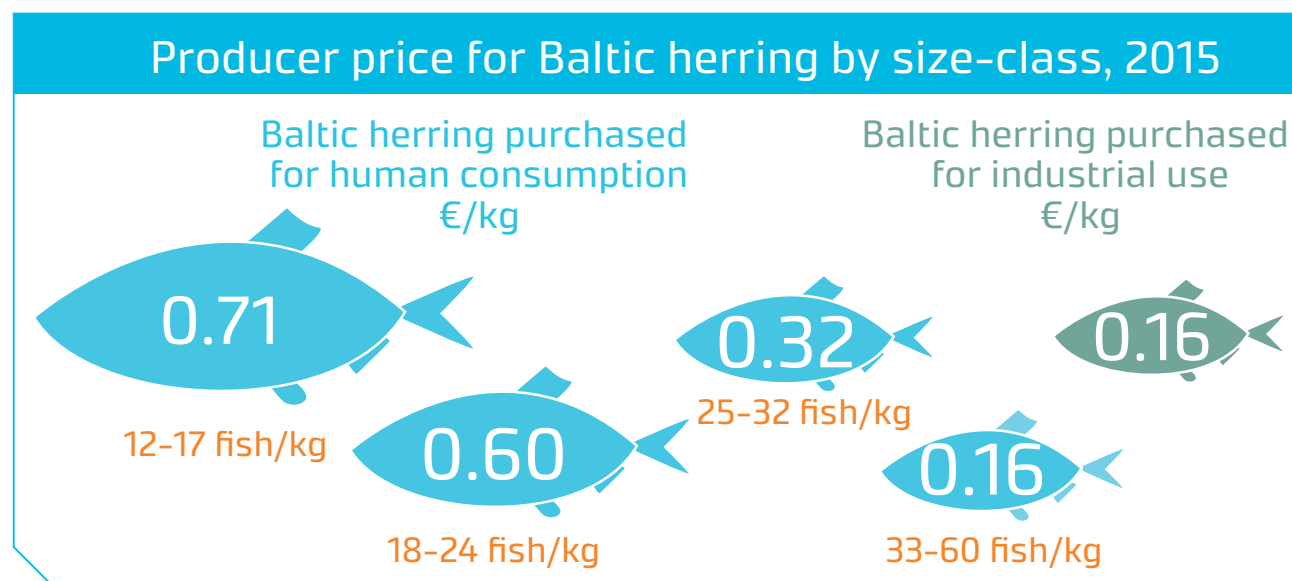 Producer price for Baltic herring by size-class, 2015
Baltic herring purchased
for human consumption
€/kg
Baltic herring purchased
for industrial use
€/kg
0.71
12-17 fish/kg
0.60
18-24 fish/kg
0.32
25-32 fish/kg
0.16
33-60 fish/kg
0.16